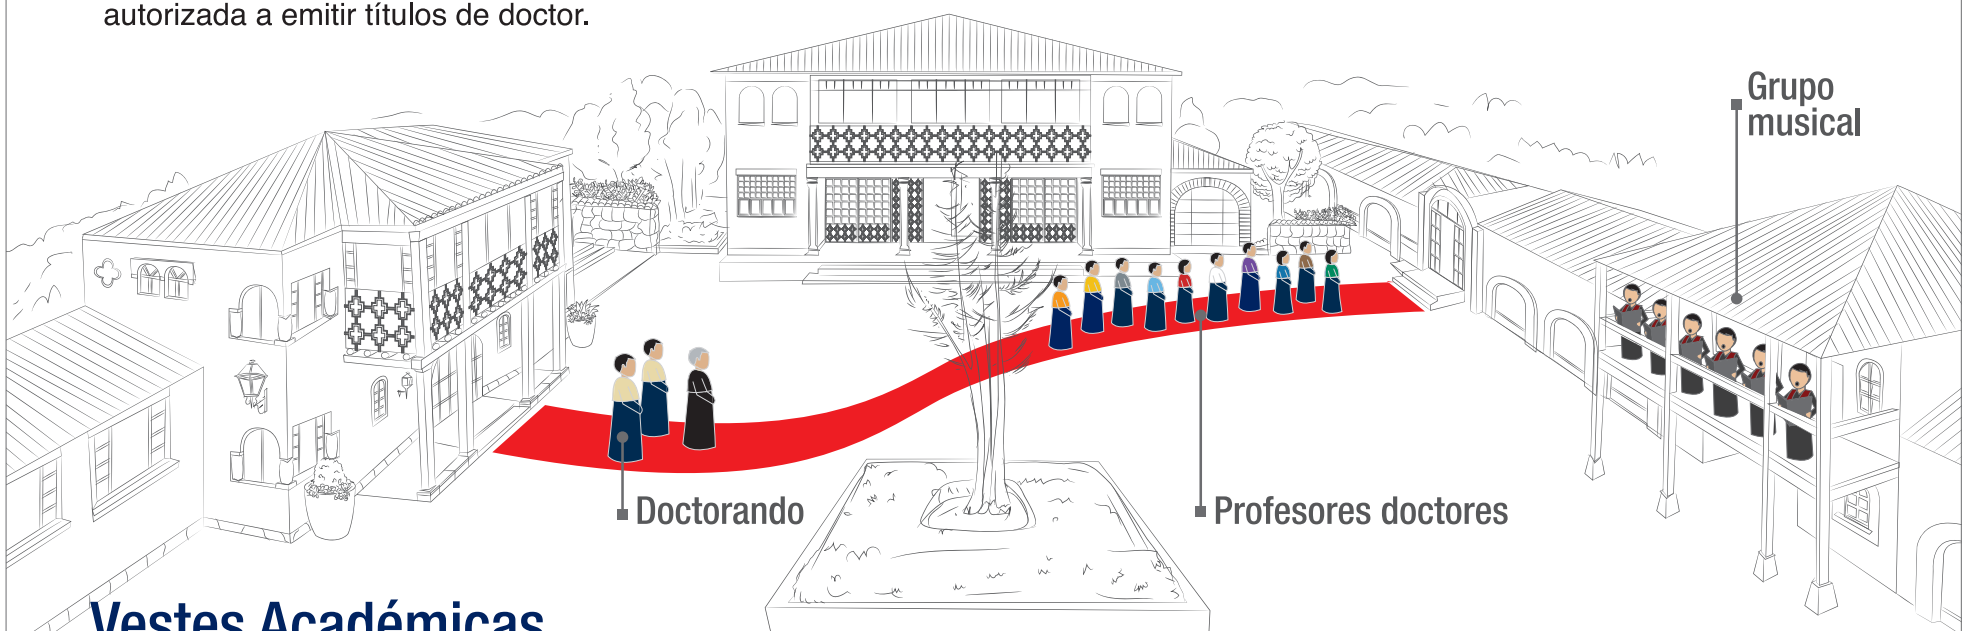 autorizada a emitir títulos de doctor.
Grupo
musical
Doctorando
Profesores doctores
Vestes Académicas